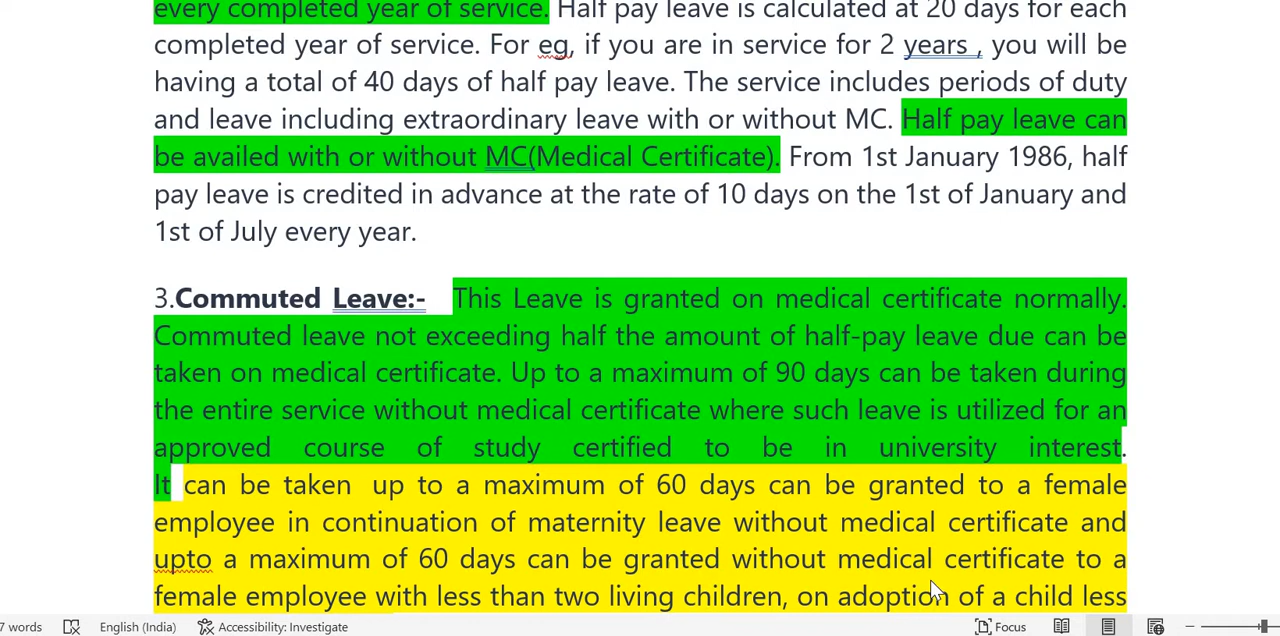 every completed year of service. Half pay leave is calculated at 20 days for each
completed year of service. For eg, if you are in service for 2 years , you will be
having a total of 40 days of half pay leave. The service includes periods of duty
and leave including extraordinary leave with or without MC. Half pay leave can
be availed with or without MC(Medical Certificate). From 1st January 1986, half
pay leave is credited in advance at the rate of 10 days on the 1st of January and
1st of July every year.
3.Commuted Leave:- This Leave is granted on medical certificate normally.
Commuted leave not exceeding half the amount of half-pay leave due can be
taken on medical certificate. Up to a maximum of 90 days can be taken during
the entire service without medical certificate where such leave is utilized for an
approved course of study certified to be in university interest.
It can be taken up to a maximum of 60 days can be granted to a female
employee in continuation of maternity leave without medical certificate and
upto a maximum of 60 days can be granted without medical certificate to a
female employee with less than two living children, on adoption of a child less
7 words English (India) Accessibility: Investigate Focus